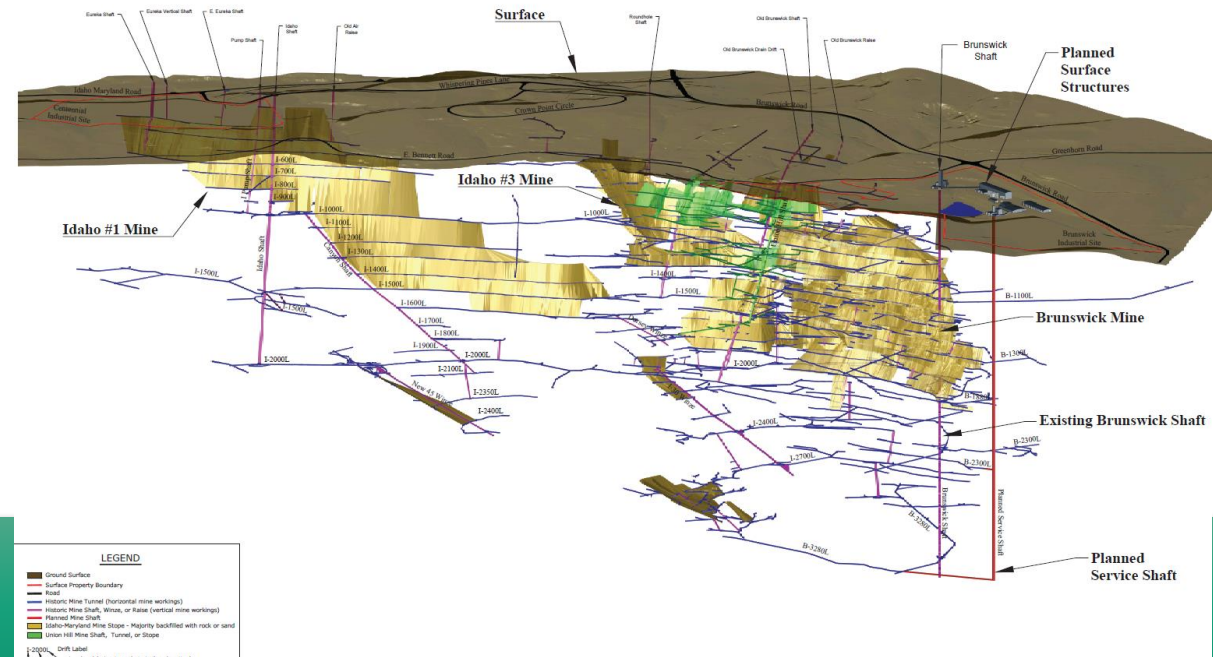 Surface
Eureka Shaft
Eureka Vertical Shaft
E. Eureka Shaft
Pump Shaft
Idaho
Shaft
Old Air
Raise
Roundhole
Shaft
Old Brunswick Shaft
Old Brunswick Drain Drift
Old Brunswick Raise
Brunswick
Shaft
Planned
Surface
Structures
Idaho Maryland Road
Centennial
Industrial Site
Whispering Pines Lane
Crown Point Circle
Brunswick Road
E. Bennett Road
Greenhorn Road
Brunswick Road
Brunswick
Industrial Site
Idaho #1 Mine
Idaho #3 Mine
Brunswick Mine
Existing Brunswick Shaft
Planned
Service Shaft
I-600L
I-700L
I-800L
I-900L
I-1000L
I-1100L
I-1200L
I-1300L
I-1400L
I-1500L
I-1600L
I-1700L
I-1800L
I-1900L
I-2000L
I-2100L
I-2350L
I-2400L
I-1500L
I-1500L
I-2000L
Idaho Shaft
New 45 Winze
I-1000L
I-1400L
I-1500L
I-2000L
I-2400L
I-2700L
B-1100L
B-1300L
B-2300L
B-2300L
B-3280L
B-3280L
Brunswick Shaft
Planned Service Shaft
LEGEND
Ground Surface
Surface Property Boundary
Road
Historic Mine Tunnel (horizontal mine workings)
Historic Mine Shaft, Winze, or Raise (vertical mine workings)
Planned Mine Shaft
Idaho-Maryland Mine Stope - Majority backfilled with rock or sand
Union Hill Mine Shaft, Tunnel, or Stope
I-2000L Drift Label